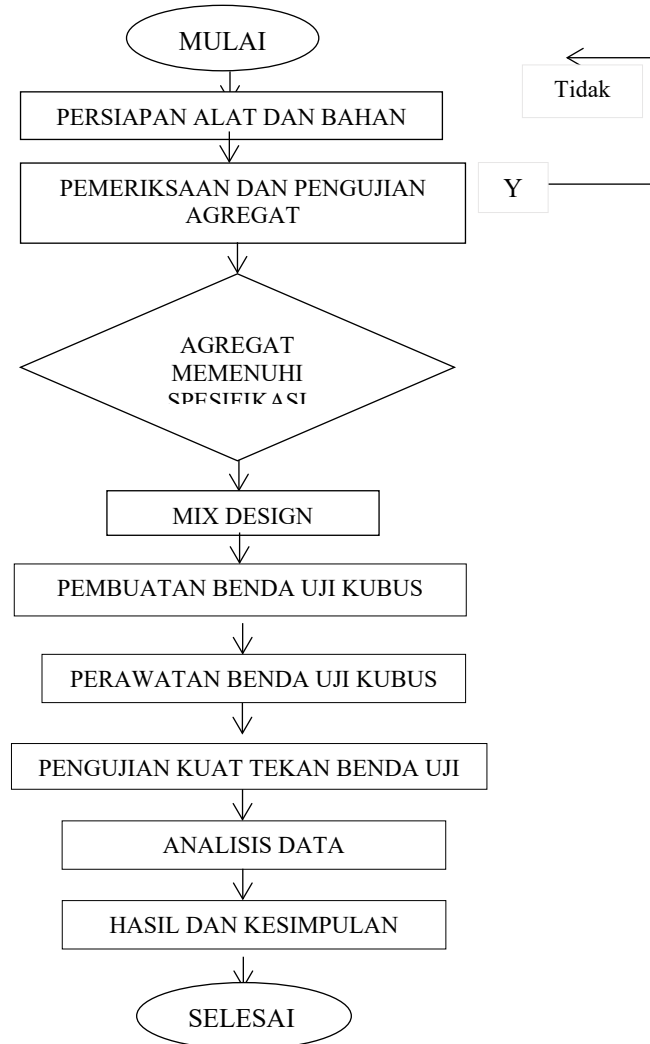 MULAI
Tidak
PERSIAPAN ALAT DAN BAHAN
PEMERIKSAAN DAN PENGUJIAN
AGREGAT
Y
AGREGAT
MEMENUHI
SPESIFIKASI
MIX DESIGN
PEMBUATAN BENDA UJI KUBUS
PERAWATAN BENDA UJI KUBUS
PENGUJIAN KUAT TEKAN BENDA UJI
ANALISIS DATA
HASIL DAN KESIMPULAN
SELESAI